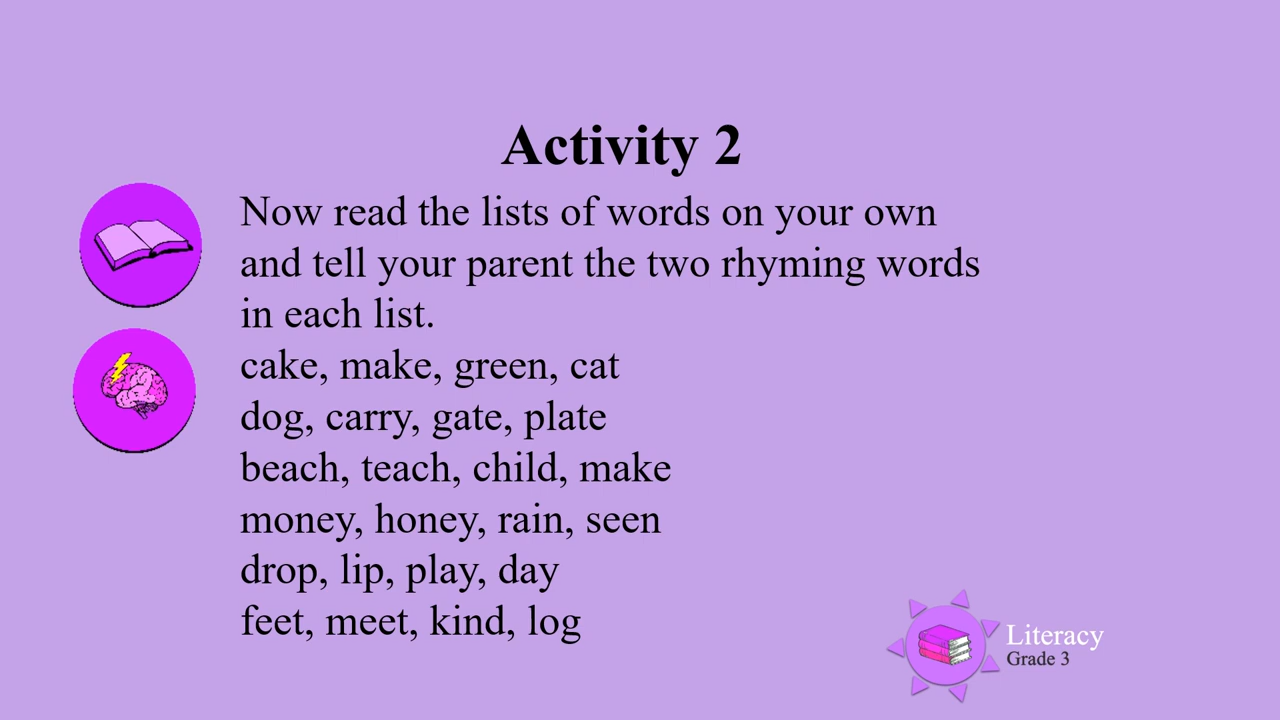 Activity 2
Now read the lists of words on your own
and tell your parent the two rhyming words
in each list.
cake, make, green, cat
dog, carry, gate, plate
beach, teach, child, make
money, honey, rain, seen
drop, lip, play, day
feet, meet, kind, log
Literacy
Grade 3